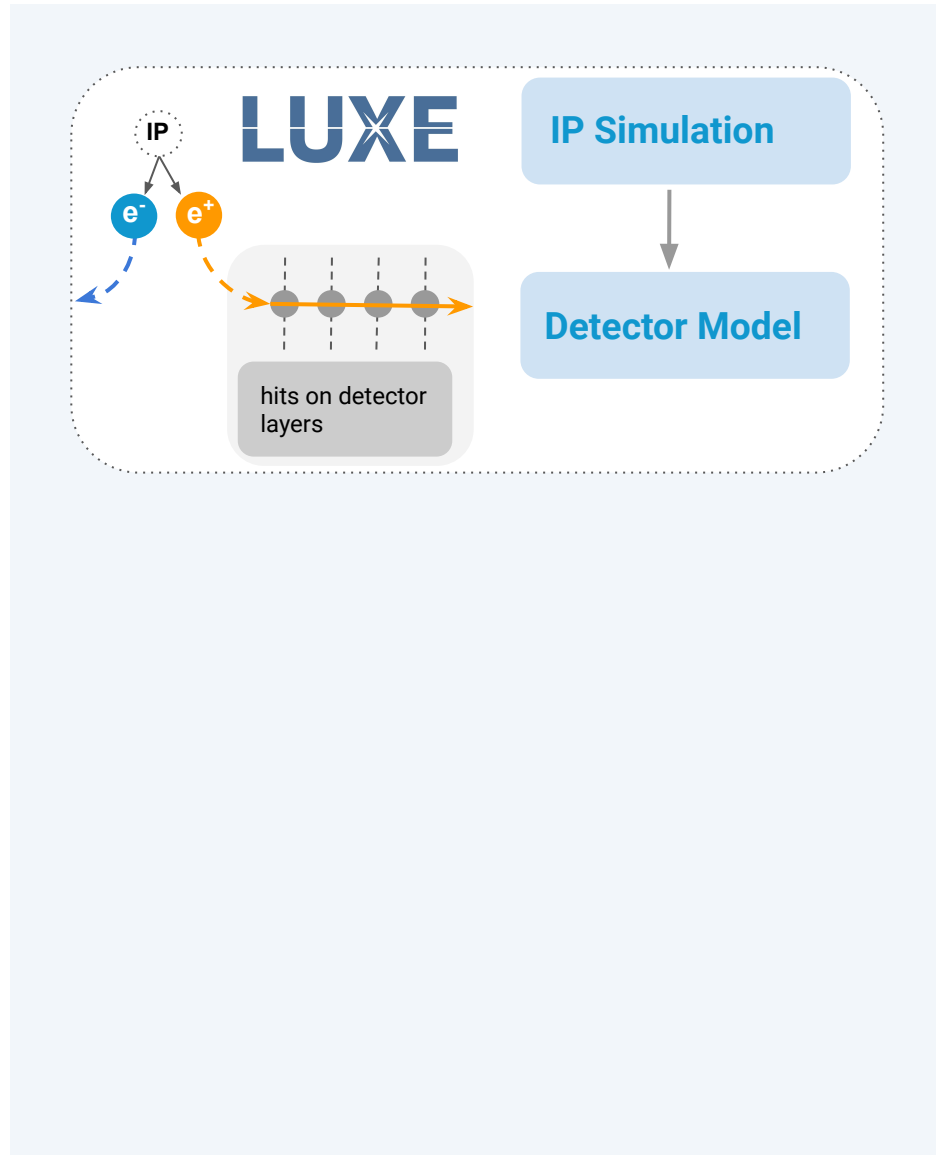 IP
LUXE
IP Simulation
e-
e+
Detector Model
hits on detector
layers